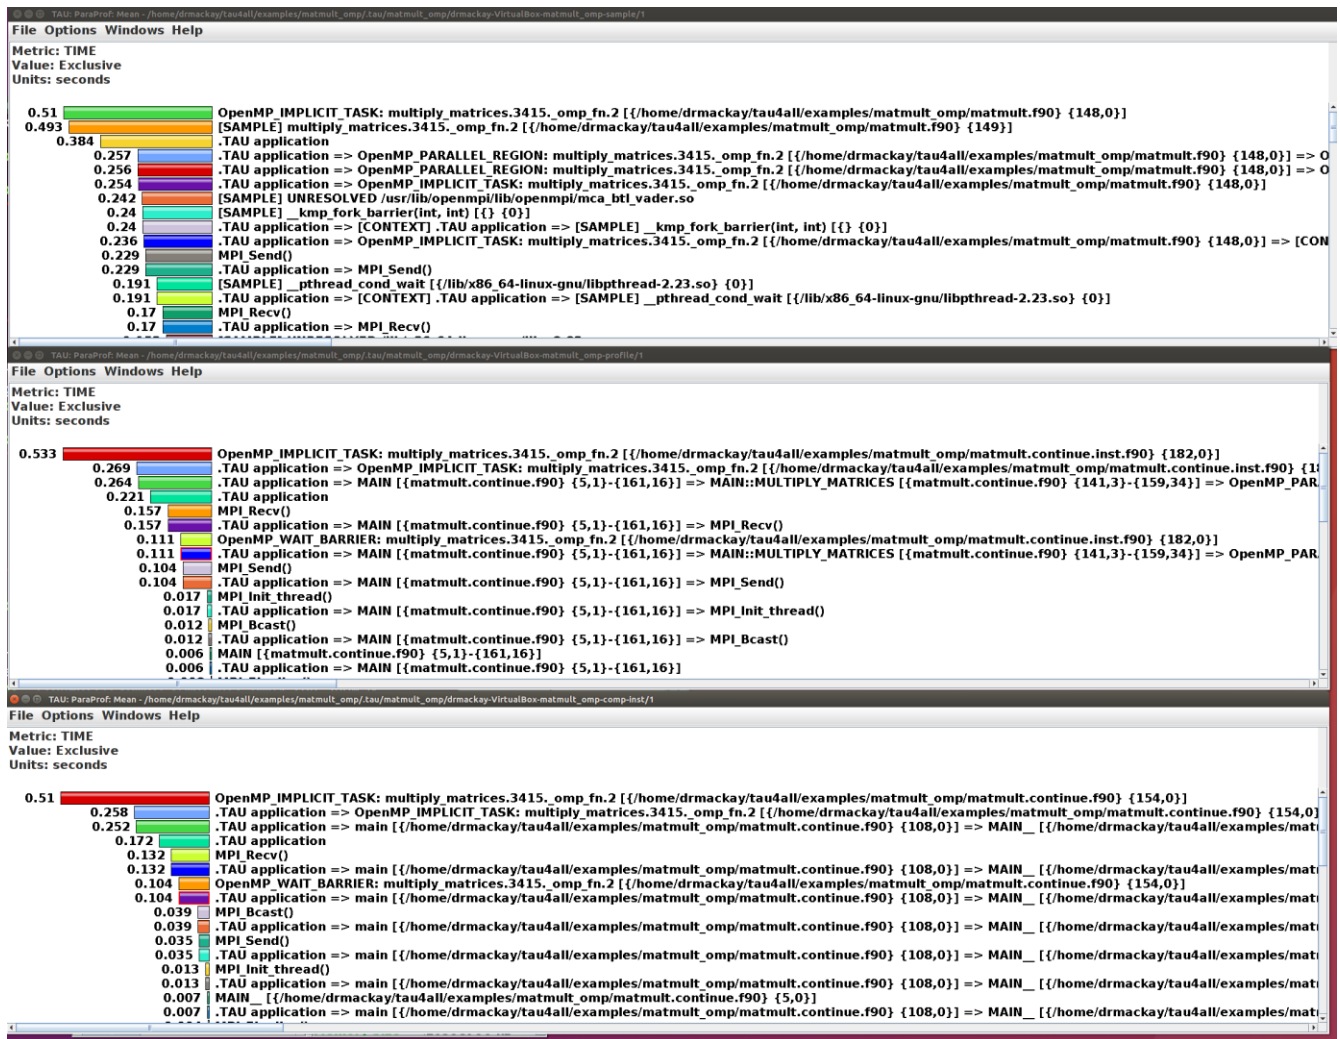 TAU: ParaProf: Mean - /home/drmackay/tau4all/examples/matmult_omp/.tau/matmult_omp/drmackay-VirtualBox-matmult_omp-sample/1
File Options Windows Help
Metric: TIME
Value: Exclusive
Units: seconds
0.51 OpenMP_IMPLICIT_TASK: multiply_matrices.3415._omp_fn.2 [{/home/drmackay/tau4all/examples/matmult_omp/matmult.f90} {148,0}]
0.493 [SAMPLE] multiply_matrices.3415._omp_fn.2 [{/home/drmackay/tau4all/examples/matmult_omp/matmult.f90} {149}]
0.384 .TAU application
0.257 .TAU application => OpenMP_PARALLEL_REGION: multiply_matrices.3415._omp_fn.2 [{/home/drmackay/tau4all/examples/matmult_omp/matmult.f90} {148,0}] => O
0.256 .TAU application => OpenMP_PARALLEL_REGION: multiply_matrices.3415._omp_fn.2 [{/home/drmackay/tau4all/examples/matmult_omp/matmult.f90} {148,0}] => O
0.254 .TAU application => OpenMP_IMPLICIT_TASK: multiply_matrices.3415._omp_fn.2 [{/home/drmackay/tau4all/examples/matmult_omp/matmult.f90} {148,0}]
0.242 [SAMPLE] UNRESOLVED /usr/lib/openmpi/lib/openmpi/mca_btl_vader.so
0.24 [SAMPLE] __kmp_fork_barrier(int, int) [{} {0}]
0.24 .TAU application => [CONTEXT] .TAU application => [SAMPLE] __kmp_fork_barrier(int, int) [{} {0}]
0.236 .TAU application => OpenMP_IMPLICIT_TASK: multiply_matrices.3415._omp_fn.2 [{/home/drmackay/tau4all/examples/matmult_omp/matmult.f90} {148,0}] => [CON
0.229 MPI_Send()
0.229 .TAU application => MPI_Send()
0.191 [SAMPLE] __pthread_cond_wait [{/lib/x86_64-linux-gnu/libpthread-2.23.so} {0}]
0.191 .TAU application => [CONTEXT] .TAU application => [SAMPLE] __pthread_cond_wait [{/lib/x86_64-linux-gnu/libpthread-2.23.so} {0}]
0.17 MPI_Recv()
0.17 .TAU application => MPI_Recv()
TAU: ParaProf: Mean - /home/drmackay/tau4all/examples/matmult_omp/.tau/matmult_omp/drmackay-VirtualBox-matmult_omp-profile/1
File Options Windows Help
Metric: TIME
Value: Exclusive
Units: seconds
0.533 OpenMP_IMPLICIT_TASK: multiply_matrices.3415._omp_fn.2 [{/home/drmackay/tau4all/examples/matmult_omp/matmult.continue.inst.f90} {182,0}]
0.269 .TAU application => OpenMP_IMPLICIT_TASK: multiply_matrices.3415._omp_fn.2 [{/home/drmackay/tau4all/examples/matmult_omp/matmult.continue.inst.f90} {18
0.264 .TAU application => MAIN [{matmult.continue.f90} {5,1}-{161,16}] => MAIN::MULTIPLY_MATRICES [{matmult.continue.f90} {141,3}-{159,34}] => OpenMP_PAR
0.221 .TAU application
0.157 MPI_Recv()
0.157 .TAU application => MAIN [{matmult.continue.f90} {5,1}-{161,16}] => MPI_Recv()
0.111 OpenMP_WAIT_BARRIER: multiply_matrices.3415._omp_fn.2 [{/home/drmackay/tau4all/examples/matmult_omp/matmult.continue.inst.f90} {182,0}]
0.111 .TAU application => MAIN [{matmult.continue.f90} {5,1}-{161,16}] => MAIN::MULTIPLY_MATRICES [{matmult.continue.f90} {141,3}-{159,34}] => OpenMP_PAR
0.104 MPI_Send()
0.104 .TAU application => MAIN [{matmult.continue.f90} {5,1}-{161,16}] => MPI_Send()
0.017 MPI_Init_thread()
0.017 .TAU application => MAIN [{matmult.continue.f90} {5,1}-{161,16}] => MPI_Init_thread()
0.012 MPI_Bcast()
0.012 .TAU application => MAIN [{matmult.continue.f90} {5,1}-{161,16}] => MPI_Bcast()
0.006 MAIN [{matmult.continue.f90} {5,1}-{161,16}]
0.006 .TAU application => MAIN [{matmult.continue.f90} {5,1}-{161,16}]
TAU: ParaProf: Mean - /home/drmackay/tau4all/examples/matmult_omp/.tau/matmult_omp/drmackay-VirtualBox-matmult_omp-comp-inst/1
File Options Windows Help
Metric: TIME
Value: Exclusive
Units: seconds
0.51 OpenMP_IMPLICIT_TASK: multiply_matrices.3415._omp_fn.2 [{/home/drmackay/tau4all/examples/matmult_omp/matmult.continue.f90} {154,0}]
0.258 .TAU application => OpenMP_IMPLICIT_TASK: multiply_matrices.3415._omp_fn.2 [{/home/drmackay/tau4all/examples/matmult_omp/matmult.continue.f90} {154,0}
0.252 .TAU application => main [{/home/drmackay/tau4all/examples/matmult_omp/matmult.continue.f90} {108,0}] => MAIN__ [{/home/drmackay/tau4all/examples/mat
0.172 .TAU application
0.132 MPI_Recv()
0.132 .TAU application => main [{/home/drmackay/tau4all/examples/matmult_omp/matmult.continue.f90} {108,0}] => MAIN__ [{/home/drmackay/tau4all/examples/mat
0.104 OpenMP_WAIT_BARRIER: multiply_matrices.3415._omp_fn.2 [{/home/drmackay/tau4all/examples/matmult_omp/matmult.continue.f90} {154,0}]
0.104 .TAU application => main [{/home/drmackay/tau4all/examples/matmult_omp/matmult.continue.f90} {108,0}] => MAIN__ [{/home/drmackay/tau4all/examples/mat
0.039 MPI_Bcast()
0.039 .TAU application => main [{/home/drmackay/tau4all/examples/matmult_omp/matmult.continue.f90} {108,0}] => MAIN__ [{/home/drmackay/tau4all/examples/mat
0.035 MPI_Send()
0.035 .TAU application => main [{/home/drmackay/tau4all/examples/matmult_omp/matmult.continue.f90} {108,0}] => MAIN__ [{/home/drmackay/tau4all/examples/mat
0.013 MPI_Init_thread()
0.013 .TAU application => main [{/home/drmackay/tau4all/examples/matmult_omp/matmult.continue.f90} {108,0}] => MAIN__ [{/home/drmackay/tau4all/examples/mat
0.007 MAIN__ [{/home/drmackay/tau4all/examples/matmult_omp/matmult.continue.f90} {5,0}]
0.007 .TAU application => main [{/home/drmackay/tau4all/examples/matmult_omp/matmult.continue.f90} {108,0}] => MAIN__ [{/home/drmackay/tau4all/examples/mat